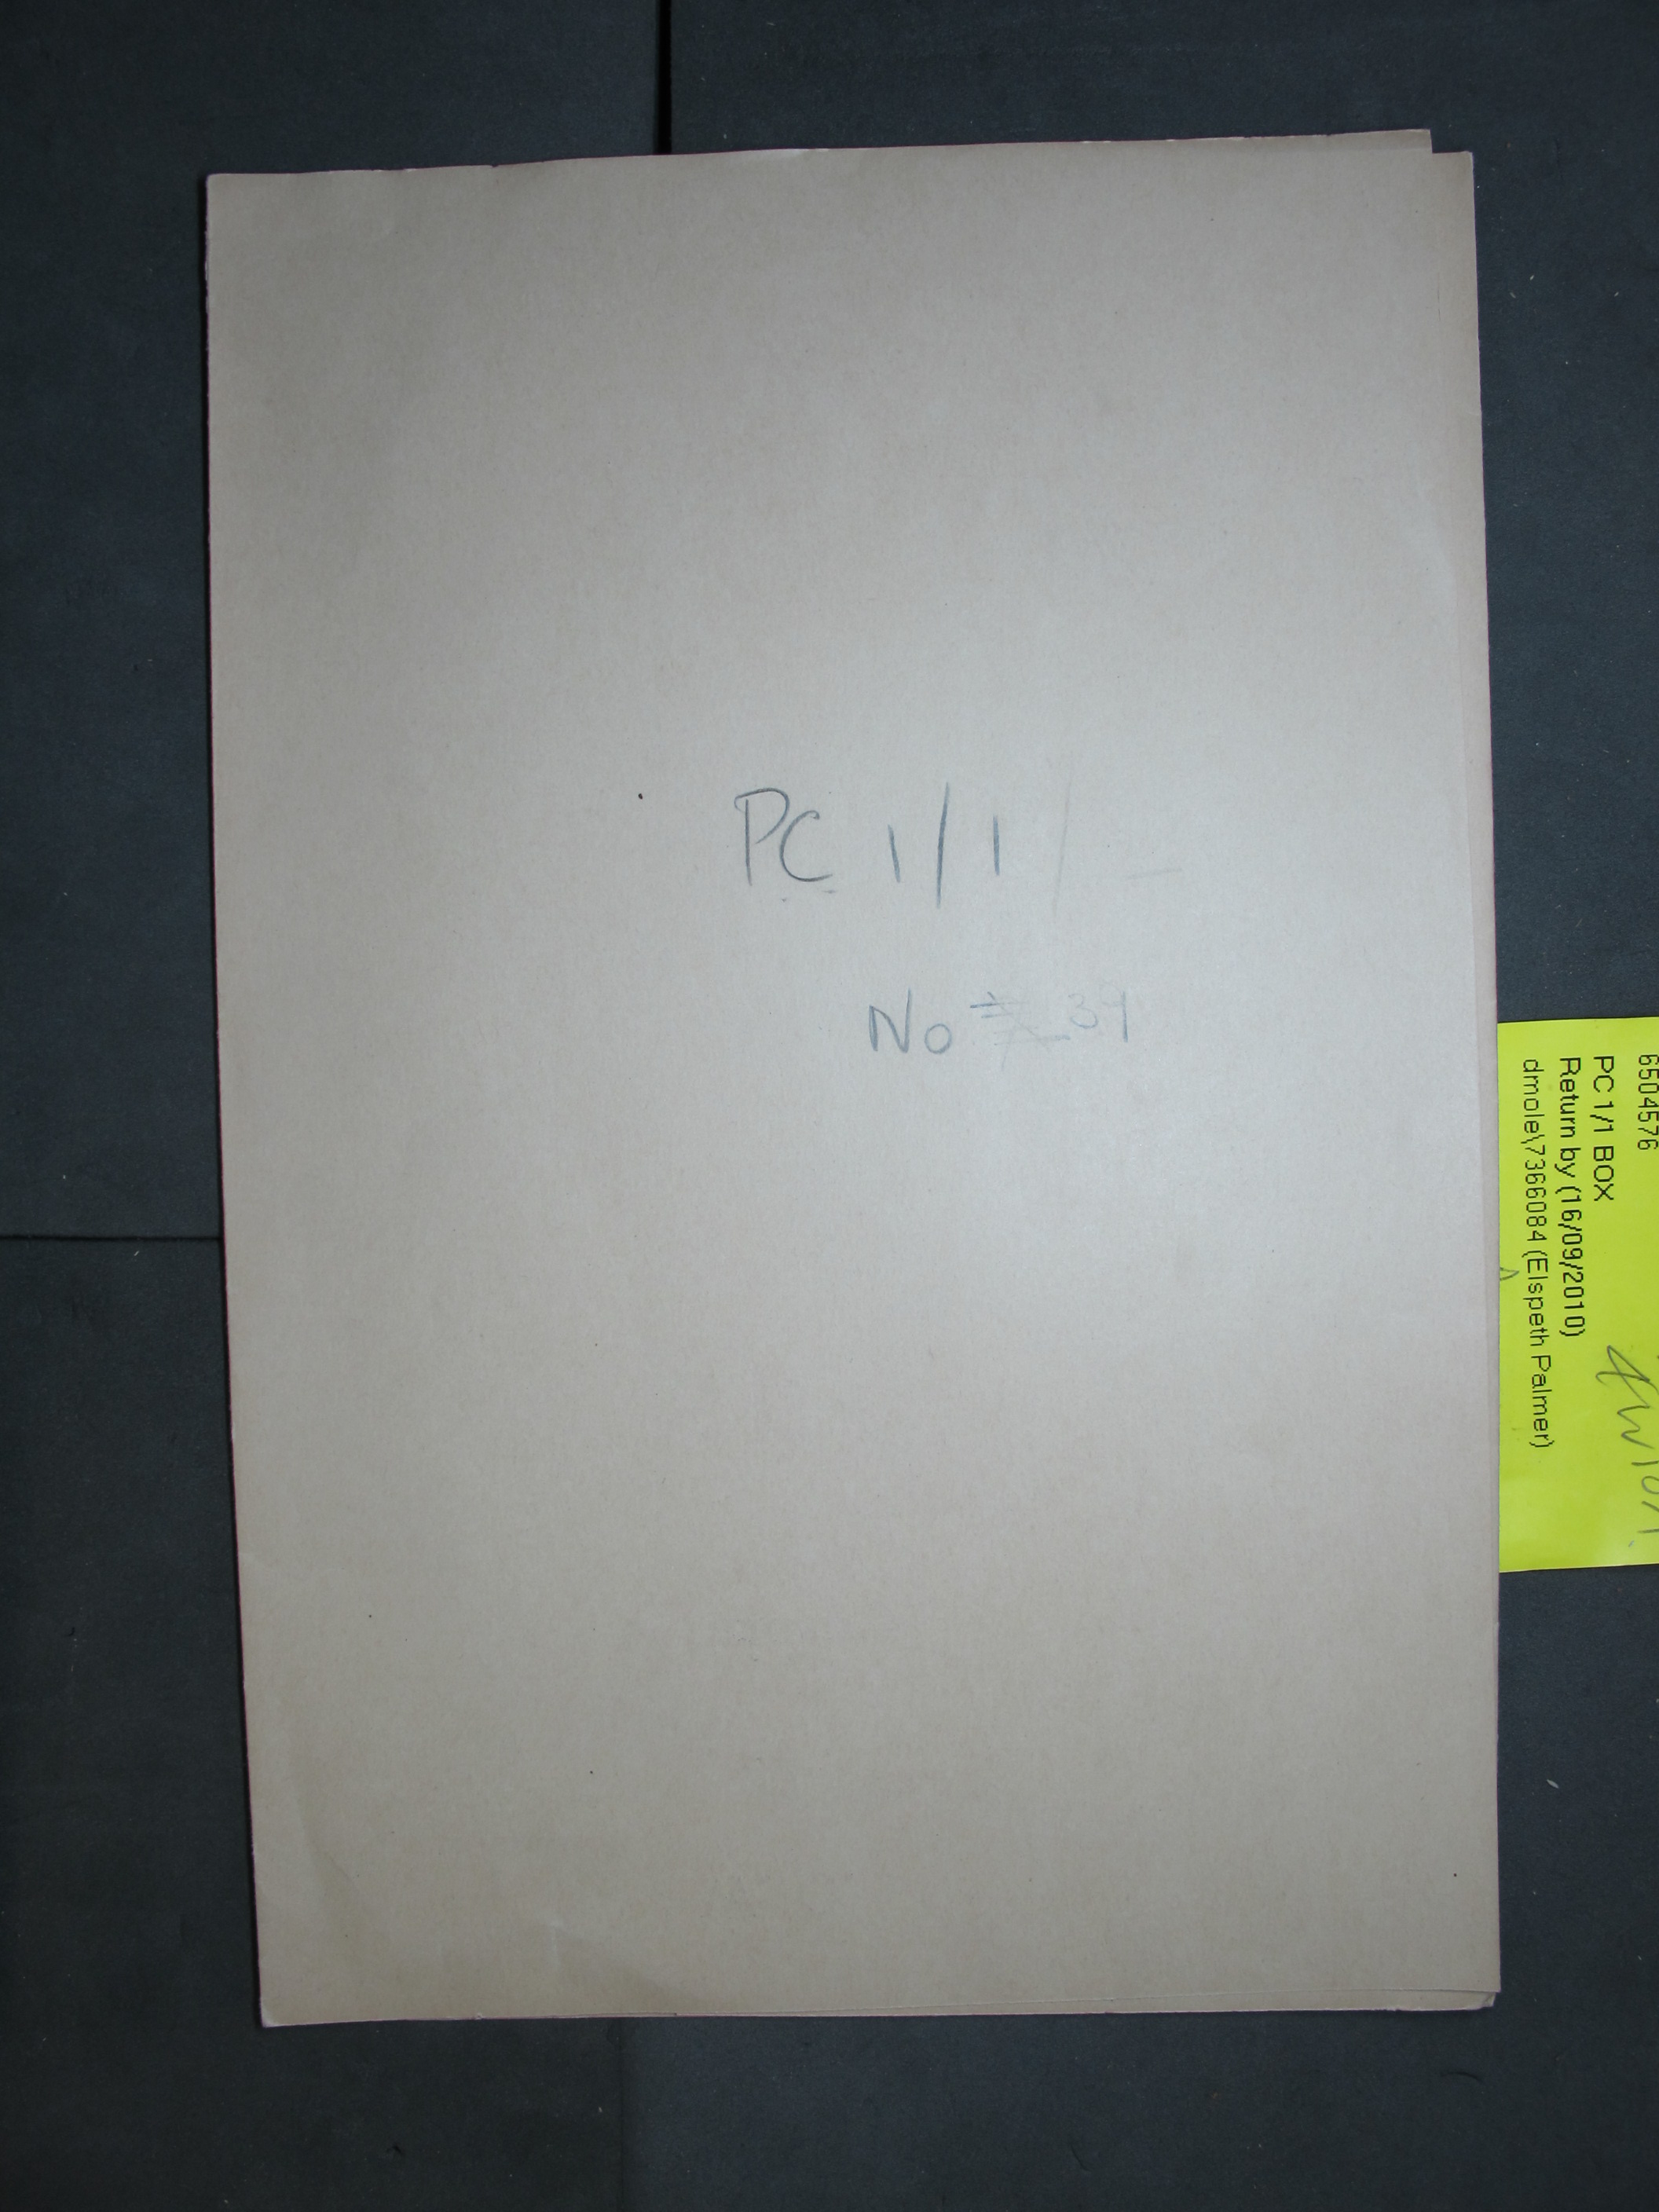 PC 1/1/
No 39
6504576
PC 1/1 BOX
Return by (16/09/2010)
dmole\7366084 (Elspeth Palmer)